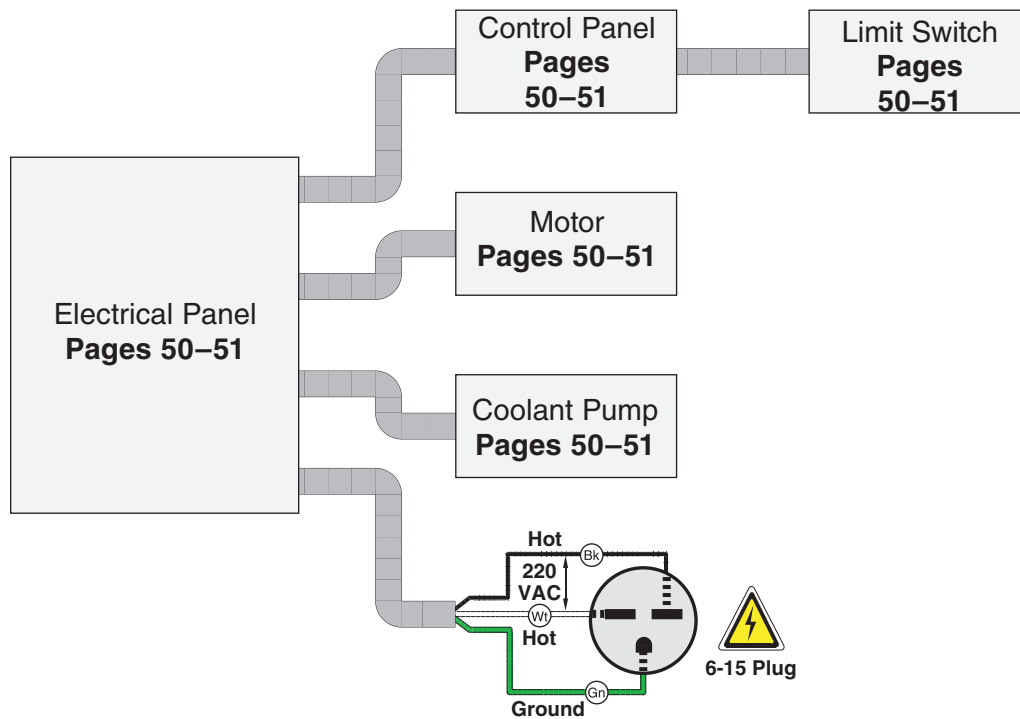 Control Panel
Pages
50–51
Limit Switch
Pages
50–51
Motor
Pages 50–51
Electrical Panel
Pages 50–51
Coolant Pump
Pages 50–51
Hot
Bk
220
VAC
Wt
Hot
6-15 Plug
Gn
Ground